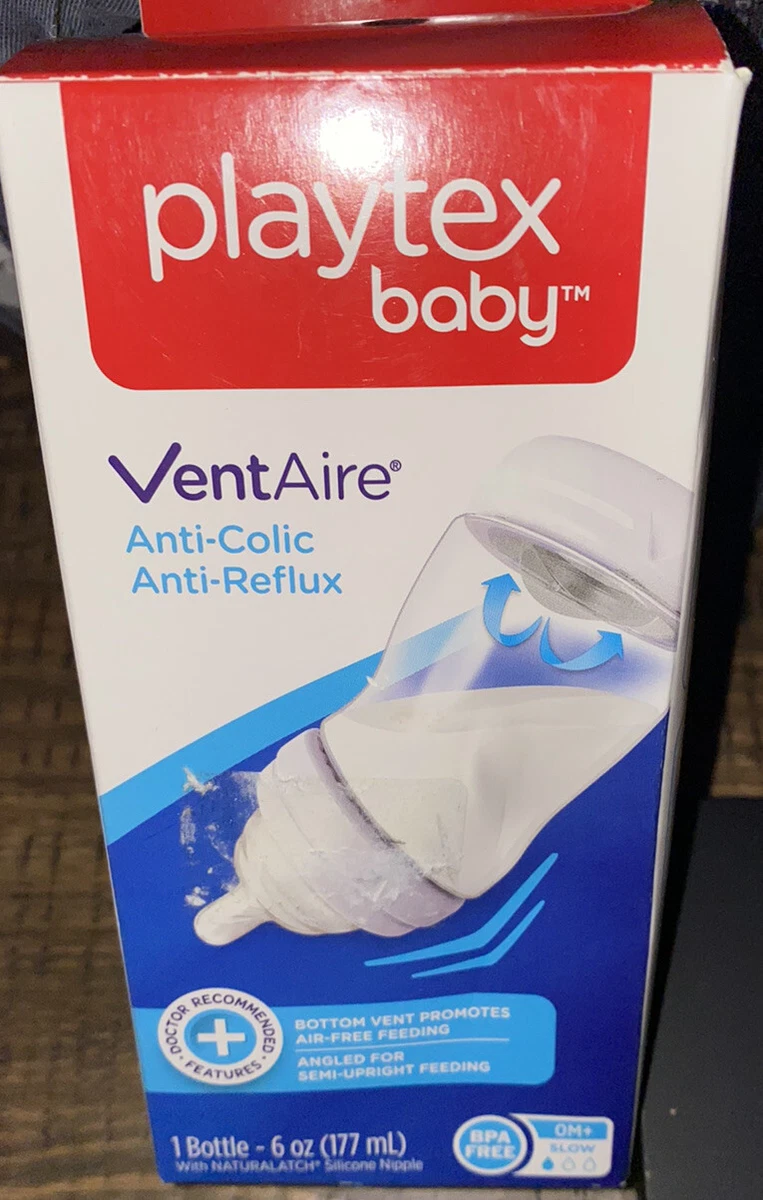 playtex
baby™
VentAire®
Anti-Colic
Anti-Reflux
DOCTOR RECOMMENDED
• FEATURES •
BOTTOM VENT PROMOTES
AIR-FREE FEEDING
ANGLED FOR
SEMI-UPRIGHT FEEDING
1 Bottle - 6 oz (177 mL)
With NATURALATCH® Silicone Nipple
BPA
FREE
0M+
SLOW